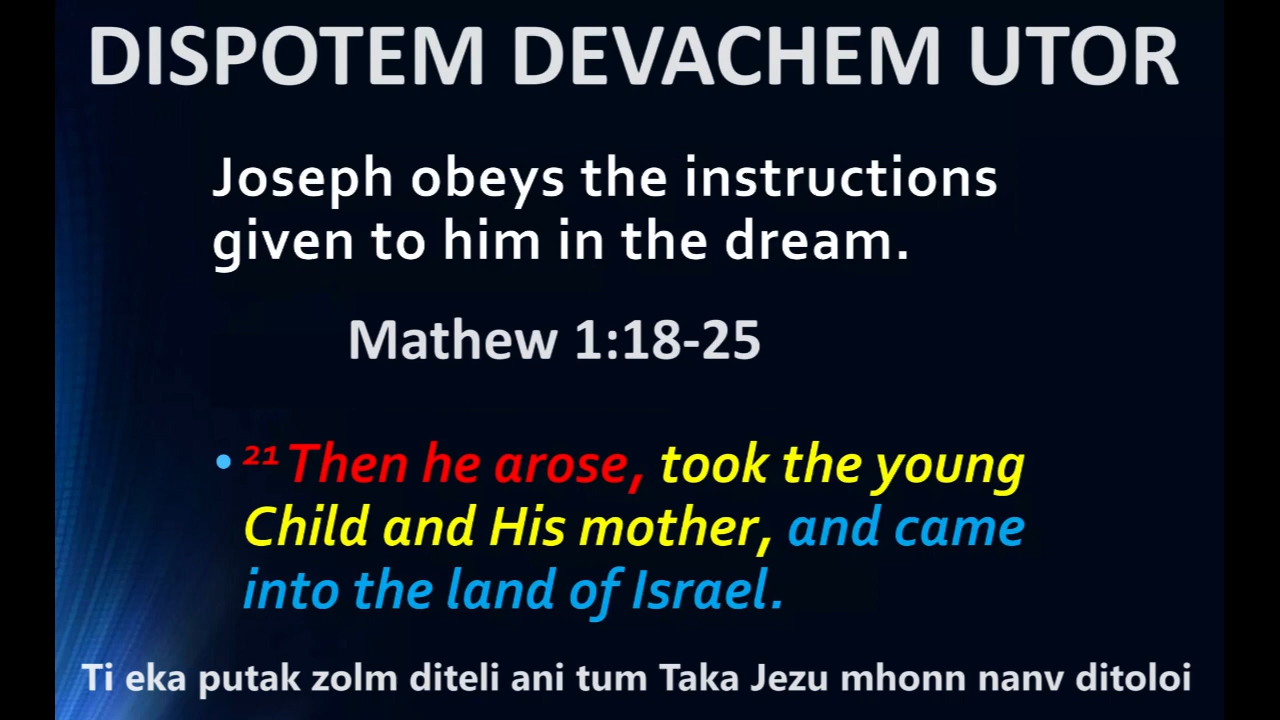 DISPOTEM DEVACHEM UTOR
Joseph obeys the instructions
given to him in the dream.
Mathew 1:18-25
• 21 Then he arose, took the young
Child and His mother, and came
into the land of Israel.
Ti eka putak zolm diteli ani tum Taka Jezu mhonn nanv ditoloi